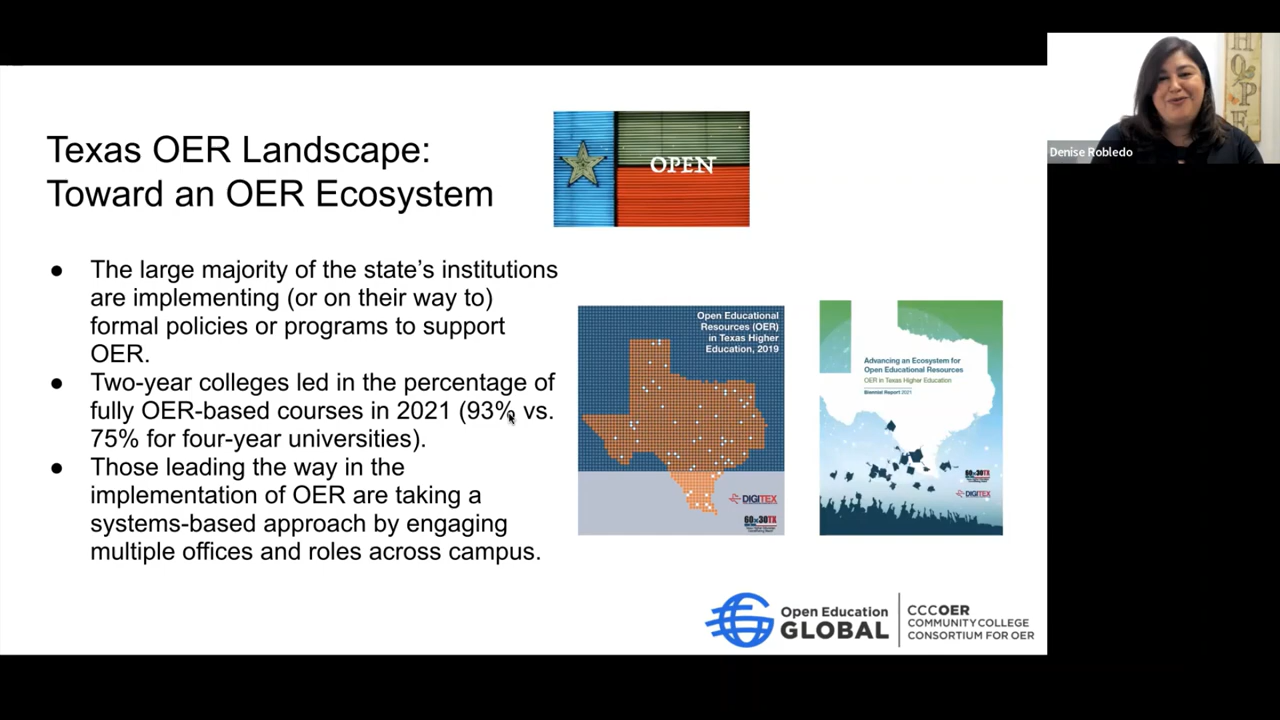 Texas OER Landscape:
Toward an OER Ecosystem
OPEN
● The large majority of the state's institutions
are implementing (or on their way to)
formal policies or programs to support
OER.
● Two-year colleges led in the percentage of
fully OER-based courses in 2021 (93% vs.
75% for four-year universities).
● Those leading the way in the
implementation of OER are taking a
systems-based approach by engaging
multiple offices and roles across campus.
Open Educational
Resources (OER)
in Texas Higher
Education, 2019
DIGITEX
60x30TX
Advancing an Ecosystem for
Open Educational Resources
OER in Texas Higher Education
Biennial Report 2021
60x30TX
DIGITEX
Open Education
GLOBAL
CCCOER
COMMUNITY COLLEGE
CONSORTIUM FOR OER
HOPE
Denise Robledo